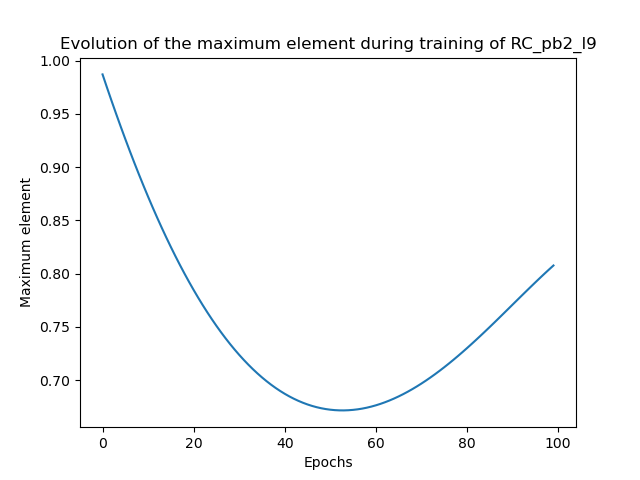 Evolution of the maximum element during training of RC_pb2_l9
1.00
0.95
0.90
0.85
0.80
0.75
0.70
Maximum element
0 20 40 60 80 100
Epochs